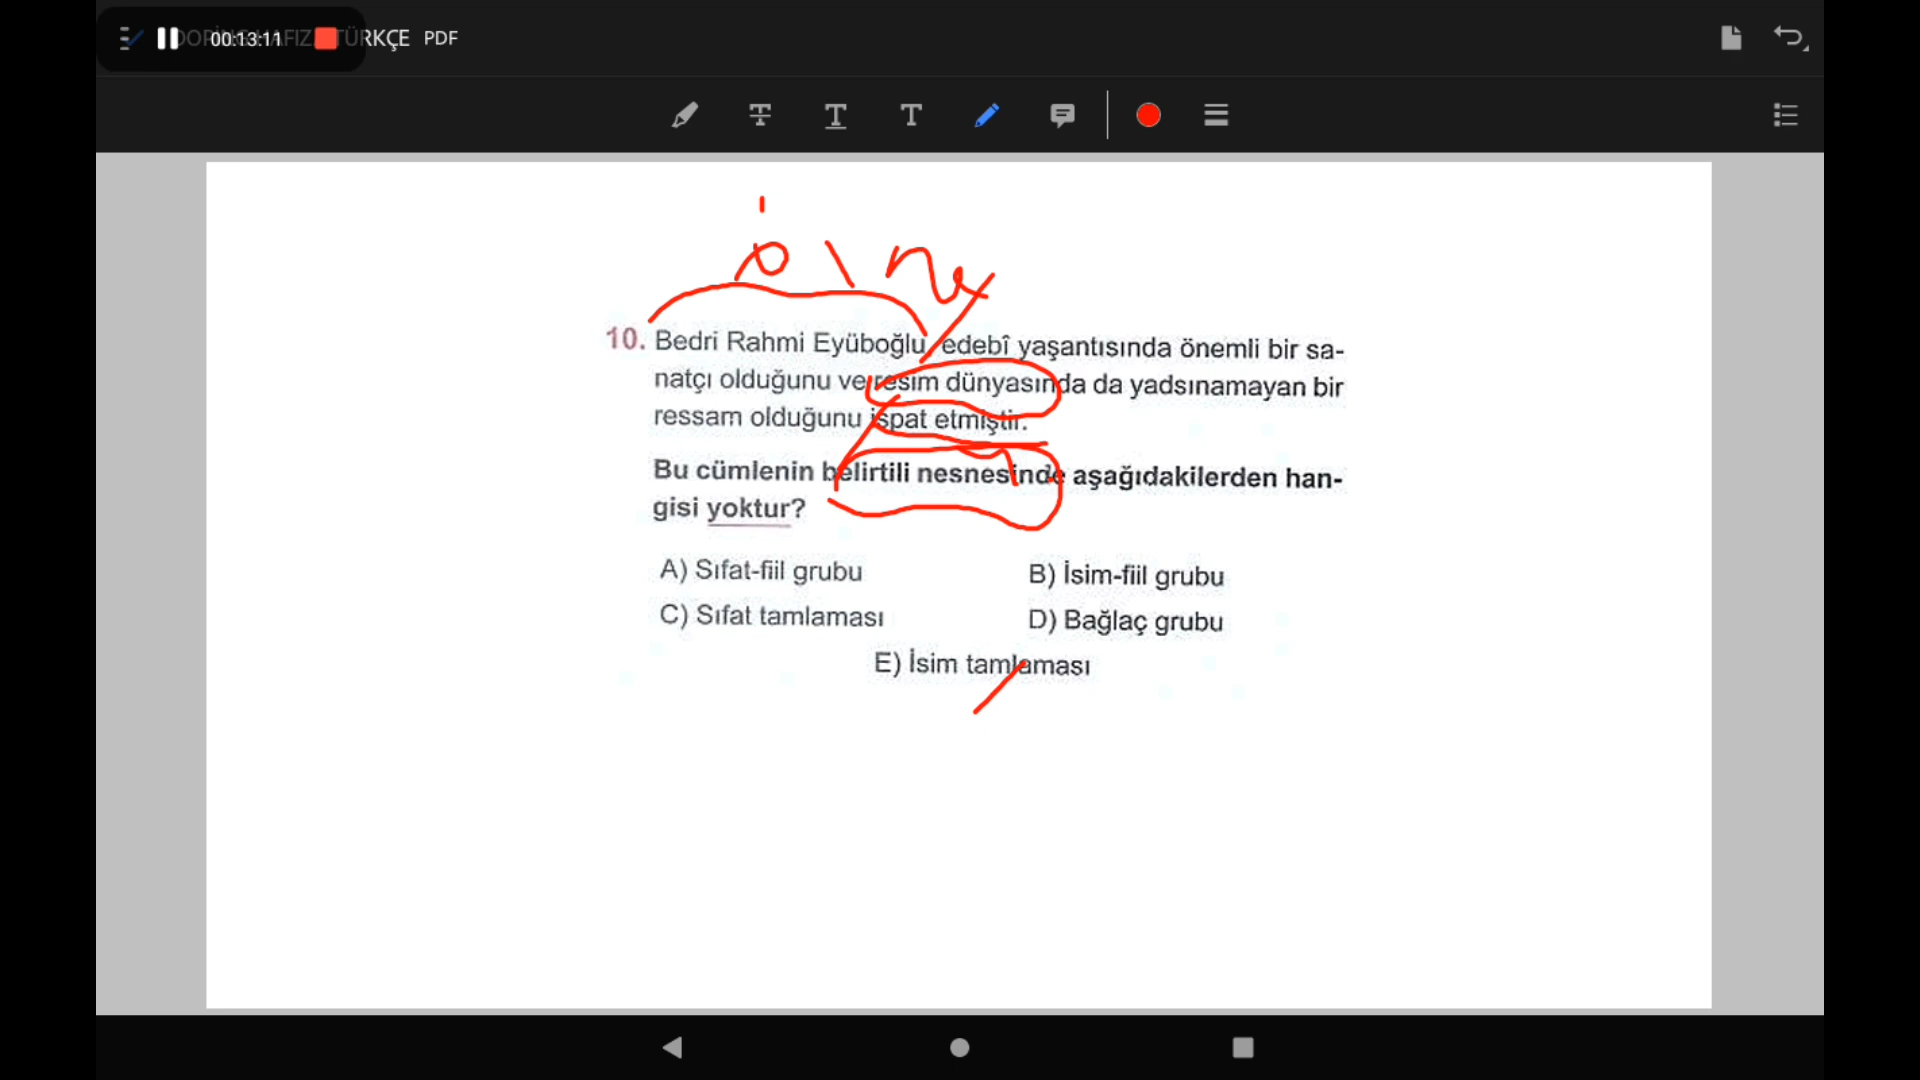 00:13:11 TÜRKÇE PDF
ö n
10. Bedri Rahmi Eyüboğlu, edebî yaşantısında önemli bir sa-
natçı olduğunu ve resim dünyasında da yadsınamayan bir
ressam olduğunu ispat etmiştir.
Bu cümlenin belirtili nesnesinde aşağıdakilerden han-
gisi yoktur?
A) Sıfat-fiil grubu B) İsim-fiil grubu
C) Sıfat tamlaması D) Bağlaç grubu
E) İsim tamlaması